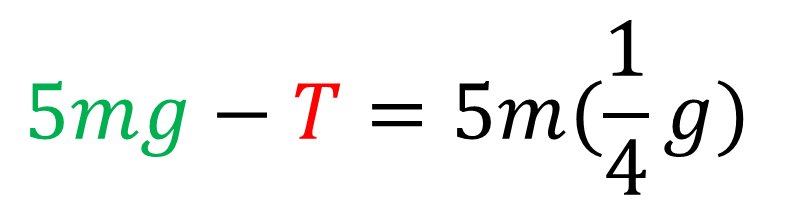 5mg − T = 5m(1/4 g)